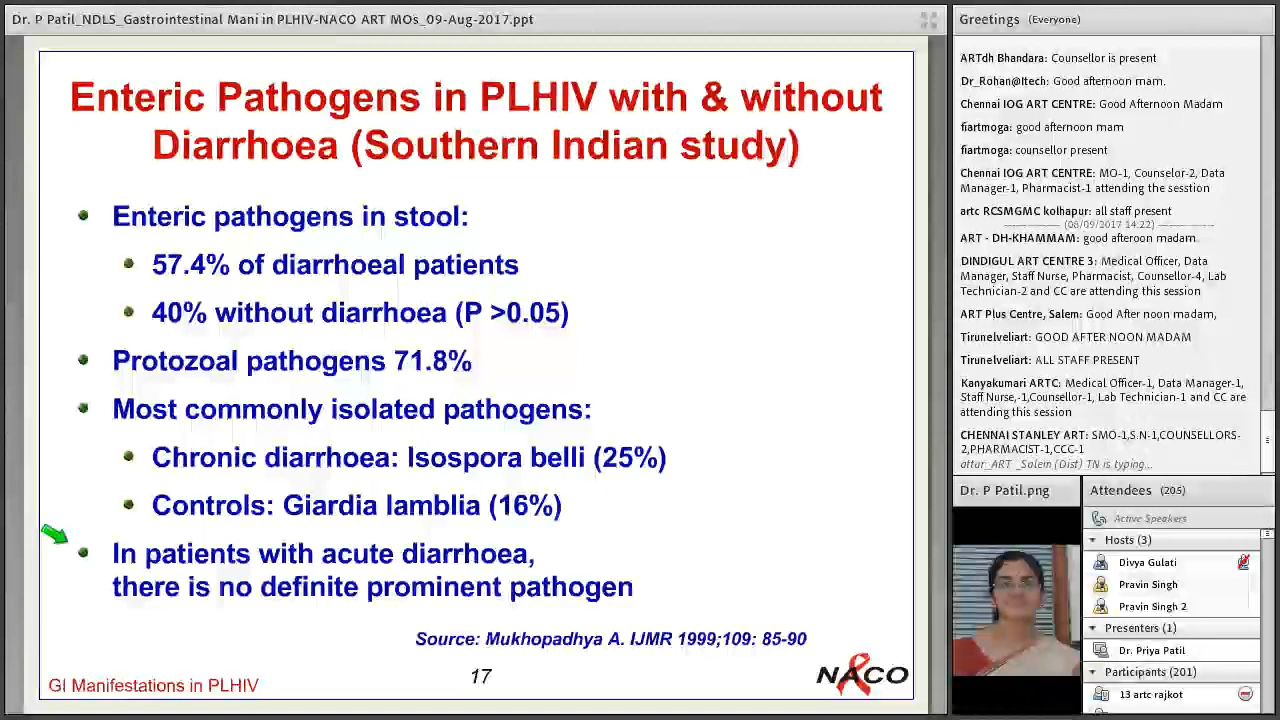 Dr. P Patil_NDLS_Gastrointestinal Mani in PLHIV-NACO ART MOs_09-Aug-2017.ppt
Enteric Pathogens in PLHIV with & without
Diarrhoea (Southern Indian study)
Enteric pathogens in stool:
57.4% of diarrhoeal patients
40% without diarrhoea (P >0.05)
Protozoal pathogens 71.8%
Most commonly isolated pathogens:
Chronic diarrhoea: Isospora belli (25%)
Controls: Giardia lamblia (16%)
In patients with acute diarrhoea,
there is no definite prominent pathogen
Source: Mukhopadhya A. IJMR 1999;109: 85-90
GI Manifestations in PLHIV
17
NACO
Greetings (Everyone)
ARTdh Bhandara: Counsellor is present
Dr_Rohan@Itech: Good afternoon mam.
Chennai IOG ART CENTRE: Good Afternoon Madam
fiartmoga: good afternoon mam
fiartmoga: counsellor present
Chennai IOG ART CENTRE: MO-1, Counselor-2, Data
Manager-1, Pharmacist-1 attending the session
artc RCSMGMC kolhapur: all staff present
(08/09/2017 14:22)
ART - DH-KHAMMAM: good afteroon madam.
DINDIGUL ART CENTRE 3: Medical Officer, Data
Manager, Staff Nurse, Pharmacist, Counsellor-4, Lab
Technician-2 and CC are attending this session
ART Plus Centre, Salem: Good After noon madam,
Tirunelveliart: GOOD AFTER NOON MADAM
Tirunelveliart: ALL STAFF PRESENT
Kanyakumari ARTC: Medical Officer-1, Data Manager-1,
Staff Nurse,-1,Counsellor-1, Lab Technician-1 and CC are
attending this session
CHENNAI STANLEY ART: SMO-1,S.N-1,COUNSELLORS-
2,PHARMACIST-1,CCC-1
attur_ART _Salem (Dist) TN is typing...
Dr. P Patil.png
Attendees (205)
Active Speakers
Hosts (3)
Divya Gulati
Pravin Singh
Pravin Singh 2
Presenters (1)
Dr. Priya Patil
Participants (201)
13 artc rajkot